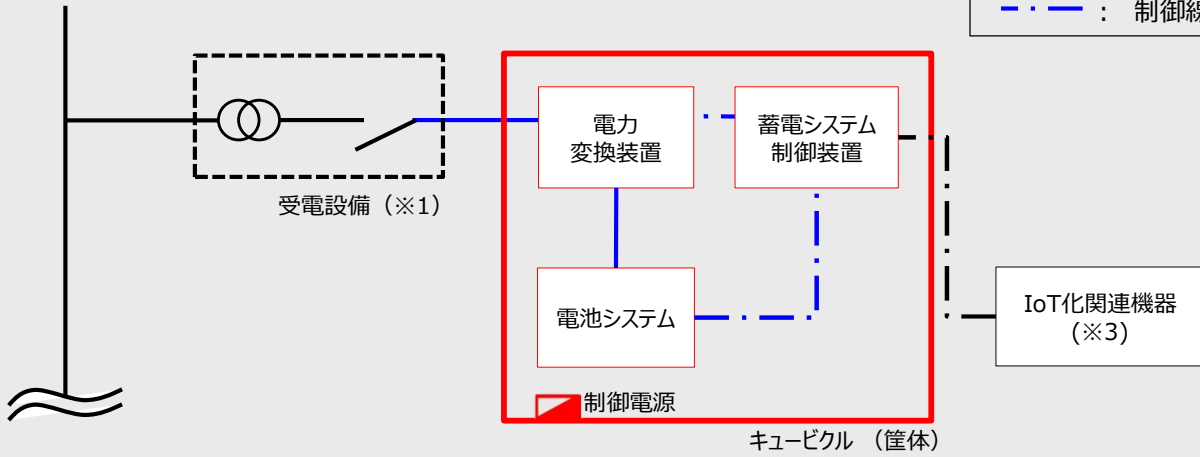 ： 制御線
電力
変換装置
蓄電システム
制御装置
受電設備（※1）
電池システム
IoT化関連機器
(※3)
制御電源
キュービクル （筐体）